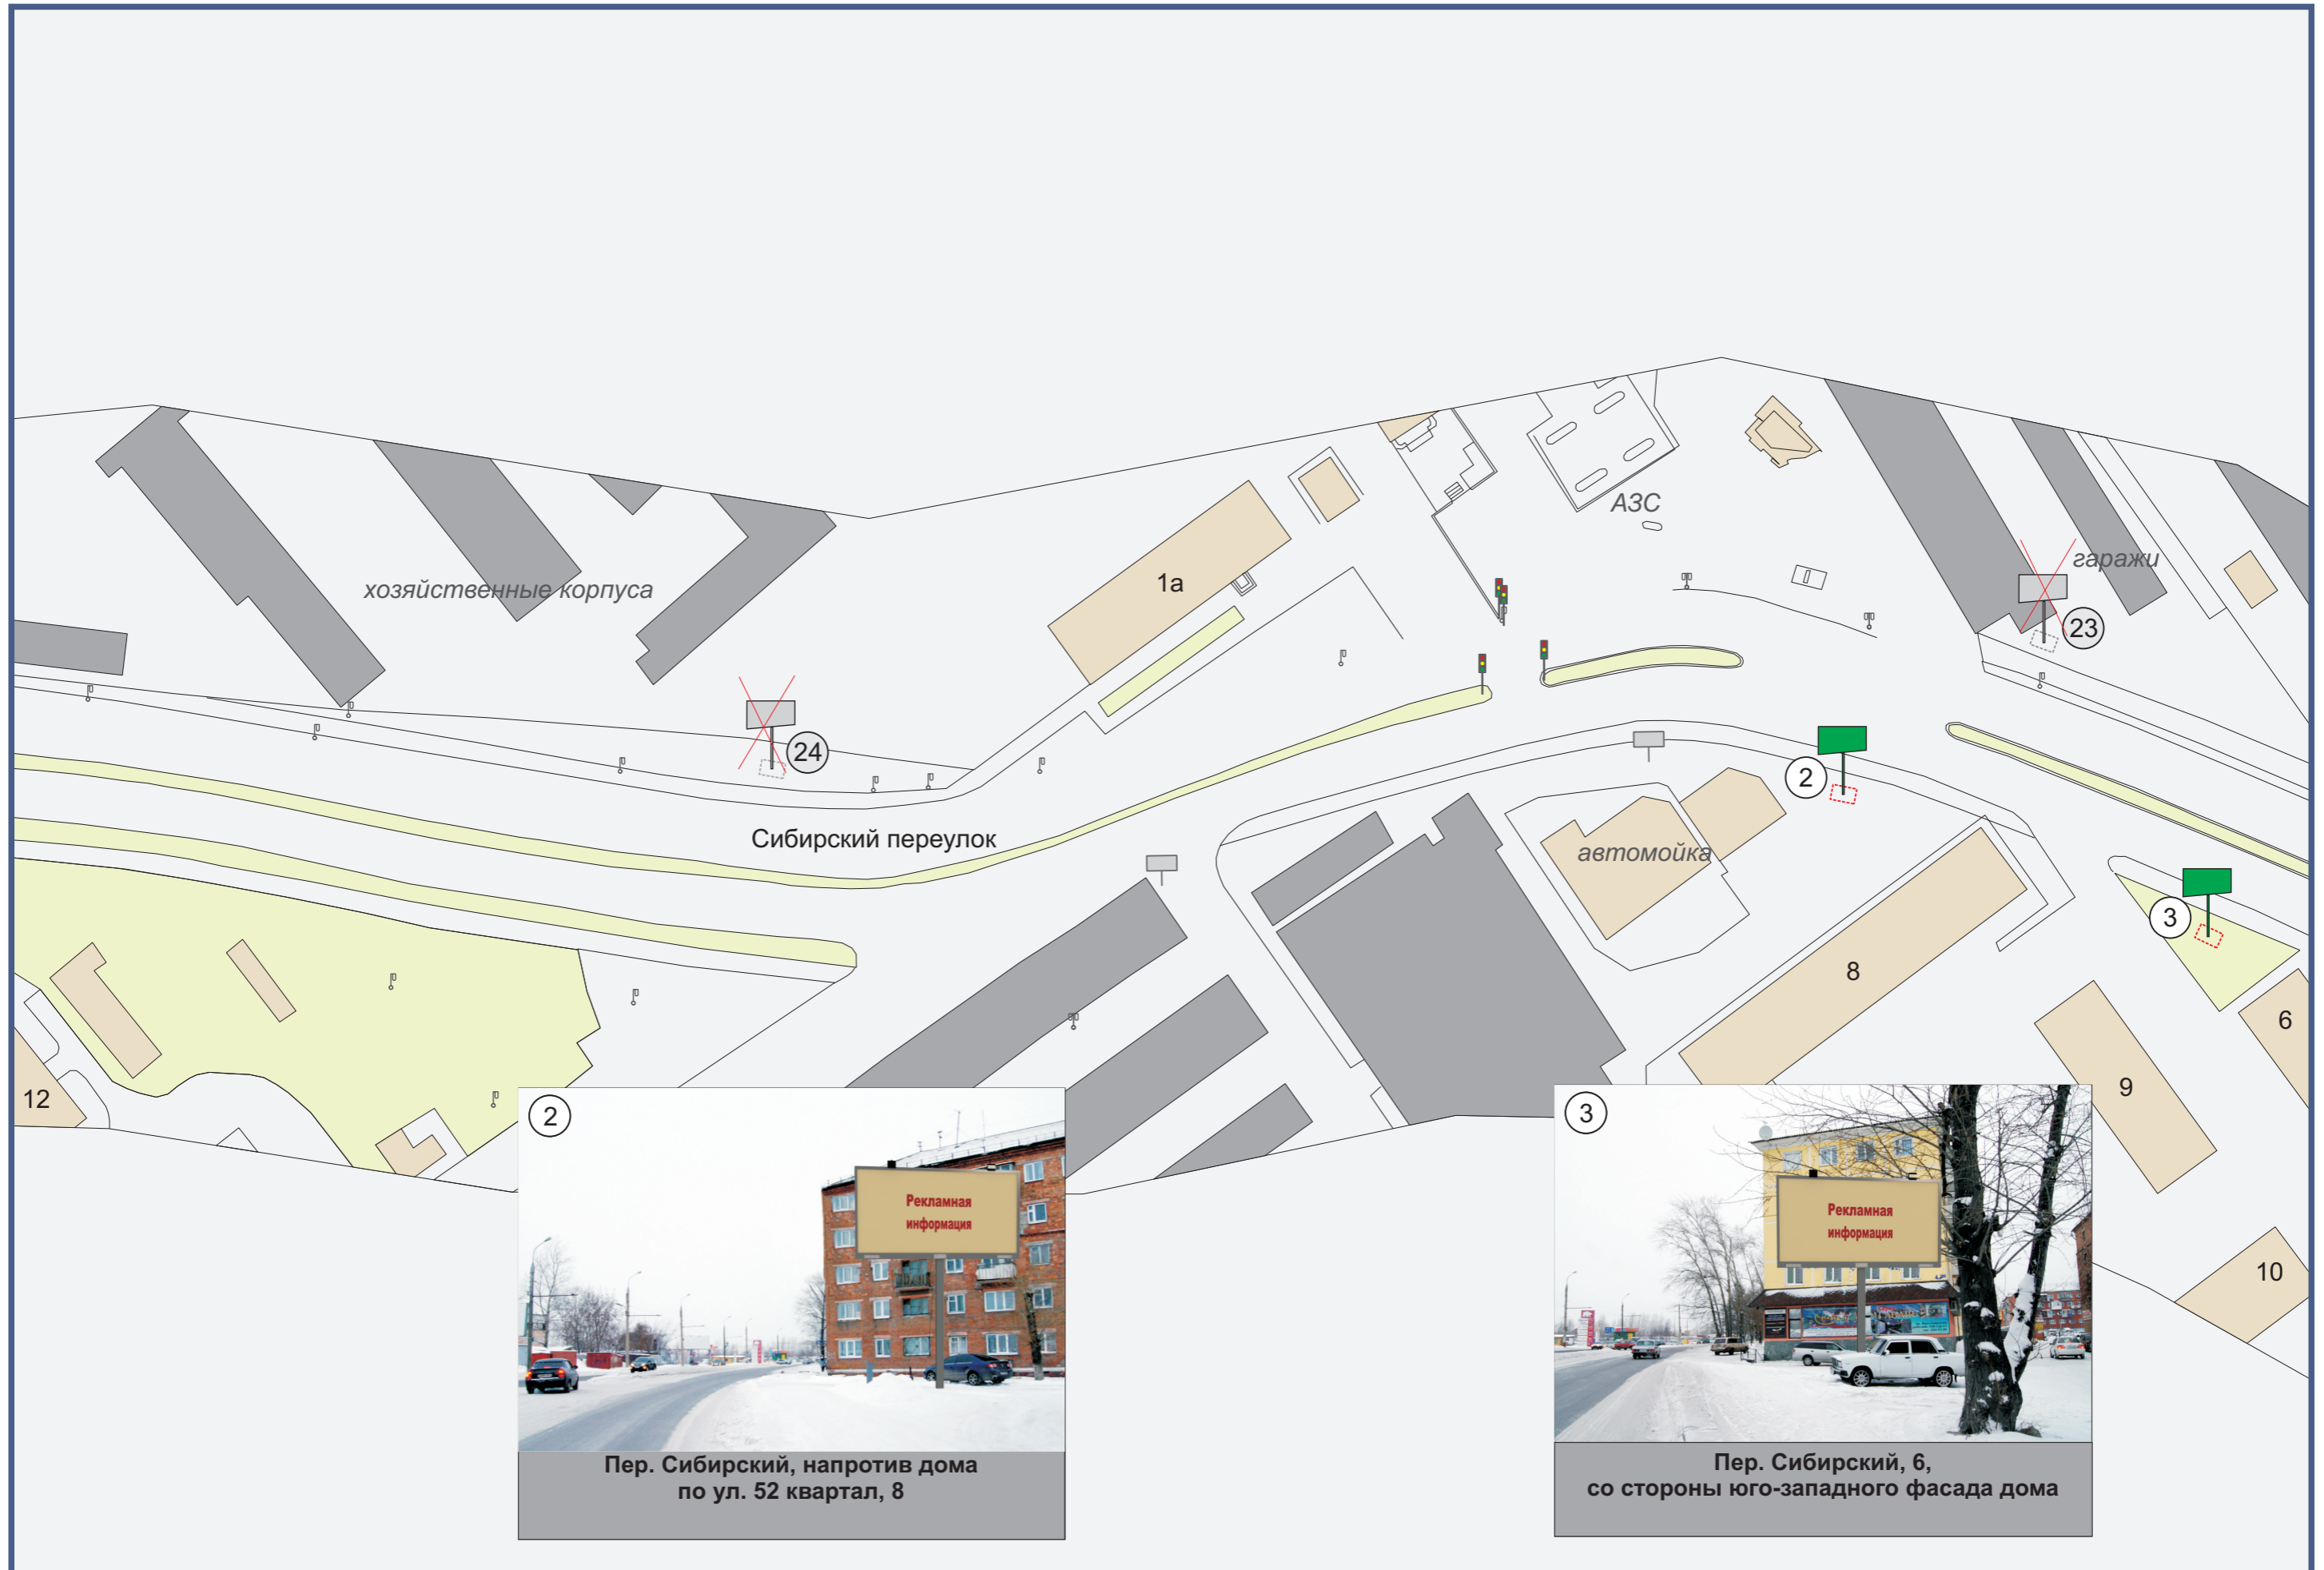 АЗС
гаражи
1а
хозяйственные корпуса
23
24
2
Сибирский переулок
автомойка
3
8
6
9
12
10
2
Рекламная
информация
Пер. Сибирский, напротив дома
по ул. 52 квартал, 8
3
Рекламная
информация
Пер. Сибирский, 6,
со стороны юго-западного фасада дома